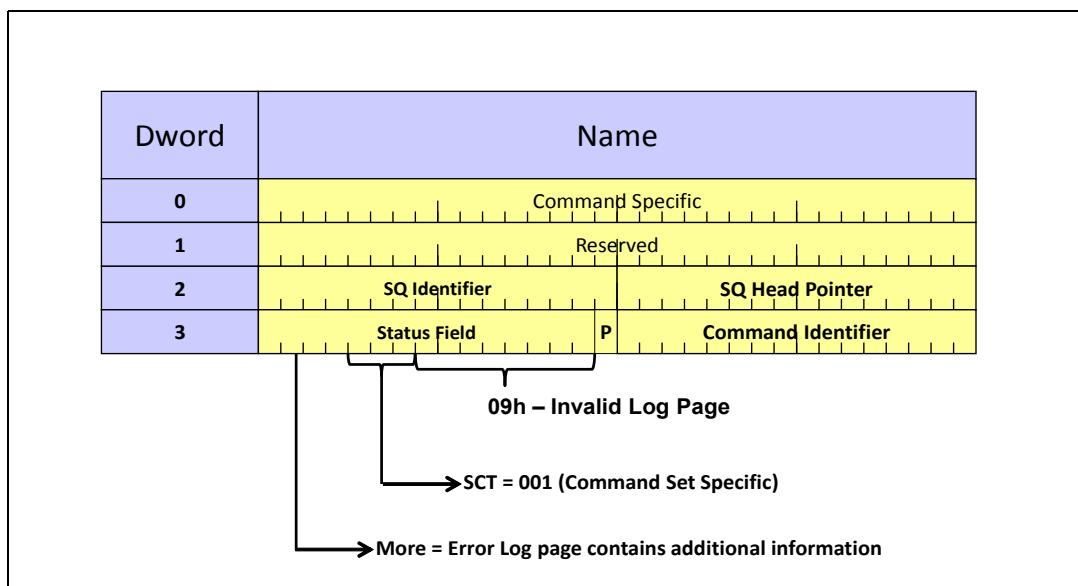 Dword Name
0 Command Specific
1 Reserved
2 SQ Identifier SQ Head Pointer
3 Status Field P Command Identifier
09h – Invalid Log Page
SCT = 001 (Command Set Specific)
More = Error Log page contains additional information